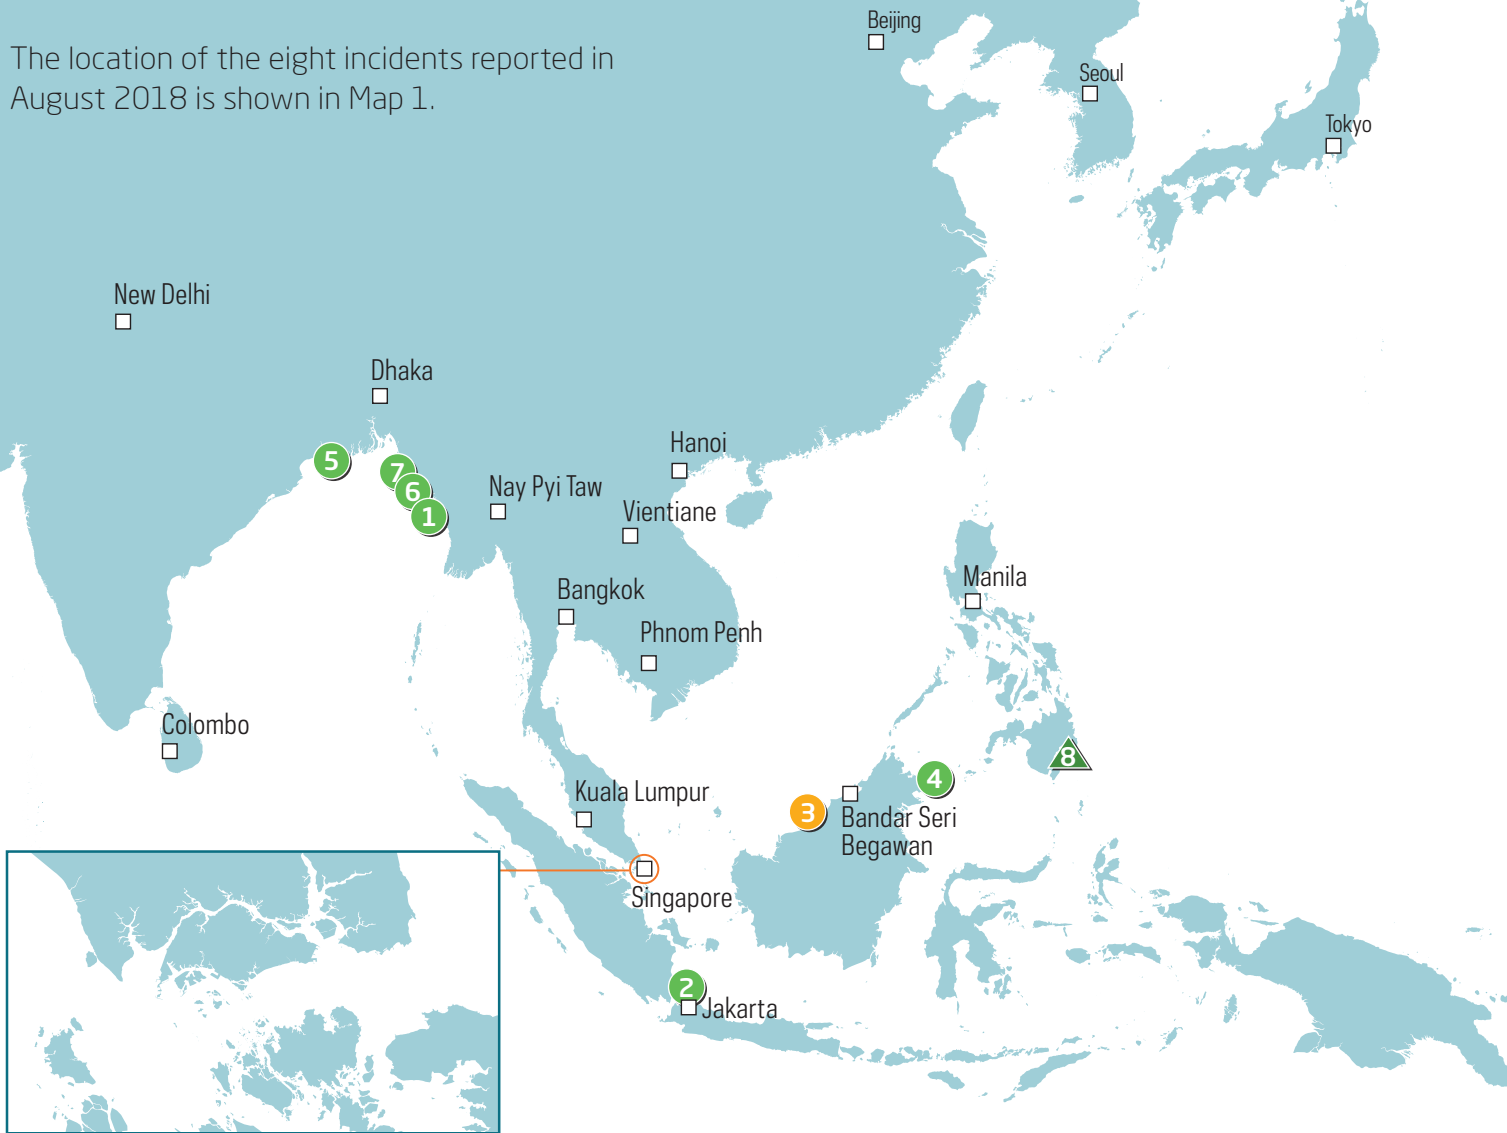 The location of the eight incidents reported in
August 2018 is shown in Map 1.
Beijing
Seoul
Tokyo
New Delhi
Dhaka
Hanoi
5
7
6
1
Nay Pyi Taw
Vientiane
Bangkok
Manila
Phnom Penh
Colombo
8
4
Kuala Lumpur
3
Bandar Seri
Begawan
Singapore
2
Jakarta